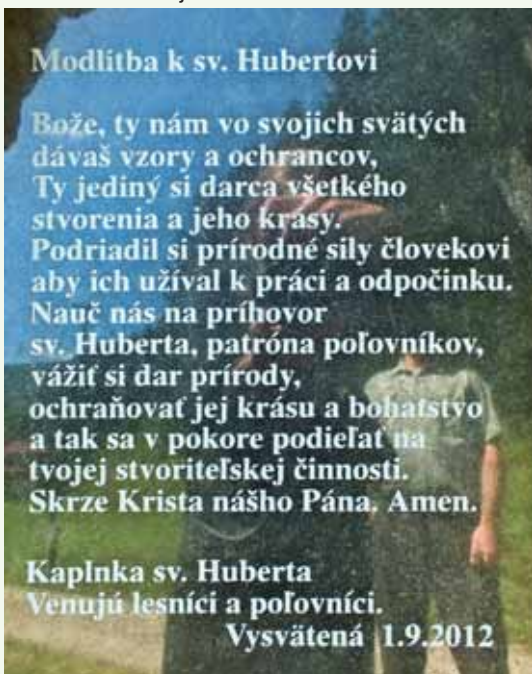 Modlitba k sv. Hubertovi
Bože, ty nám vo svojich svätých
dávaš vzory a ochrancov,
Ty jediný si darca všetkého
stvorenia a jeho krásy.
Podriadil si prírodné sily človekovi
aby ich užíval k práci a odpočinku.
Nauč nás na príhovor
sv. Huberta, patróna poľovníkov,
vážiť si dar prírody,
ochraňovať jej krásu a bohatstvo
a tak sa v pokore podieľat na
tvojej stvoriteľskej činnosti.
Skrze Krista nášho Pána. Amen.
Kaplnka sv. Huberta
Venujú lesníci a poľovníci.
Vysvätená 1.9.2012